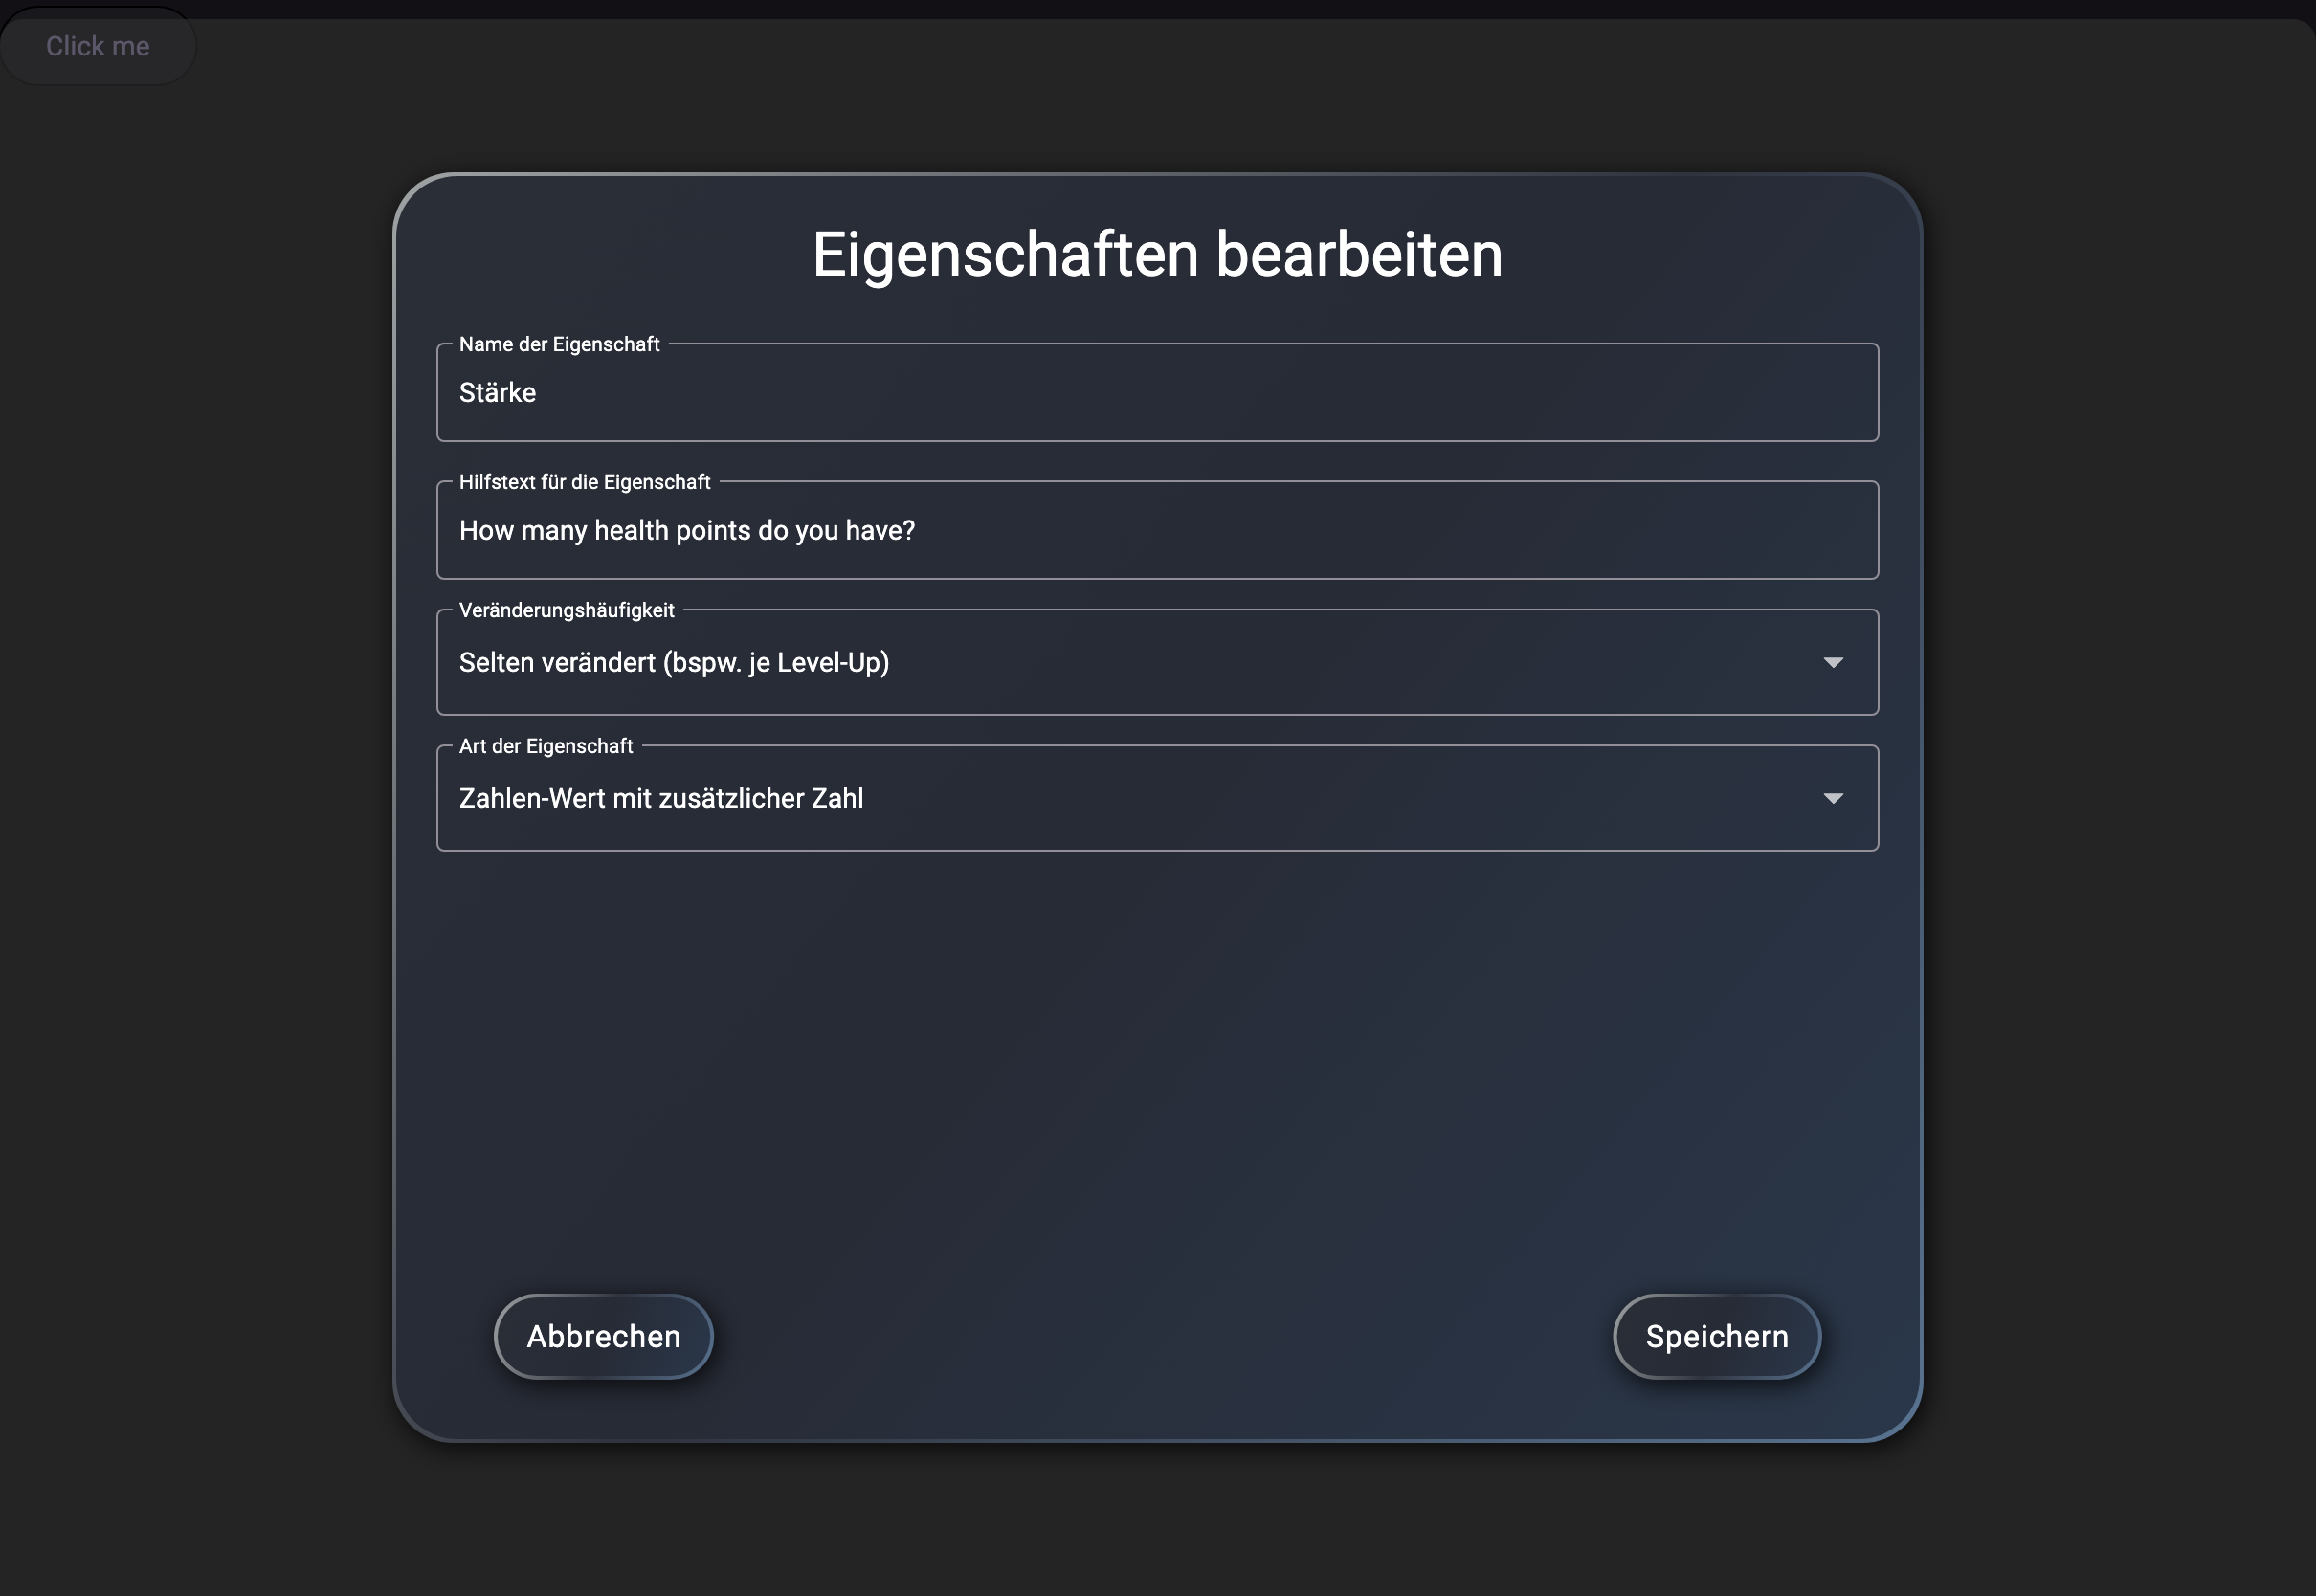 Click me
Eigenschaften bearbeiten
Name der Eigenschaft
Stärke
Hilfstext für die Eigenschaft
How many health points do you have?
Veränderungshäufigkeit
Selten verändert (bspw. je Level-Up)
Art der Eigenschaft
Zahlen-Wert mit zusätzlicher Zahl
Abbrechen
Speichern